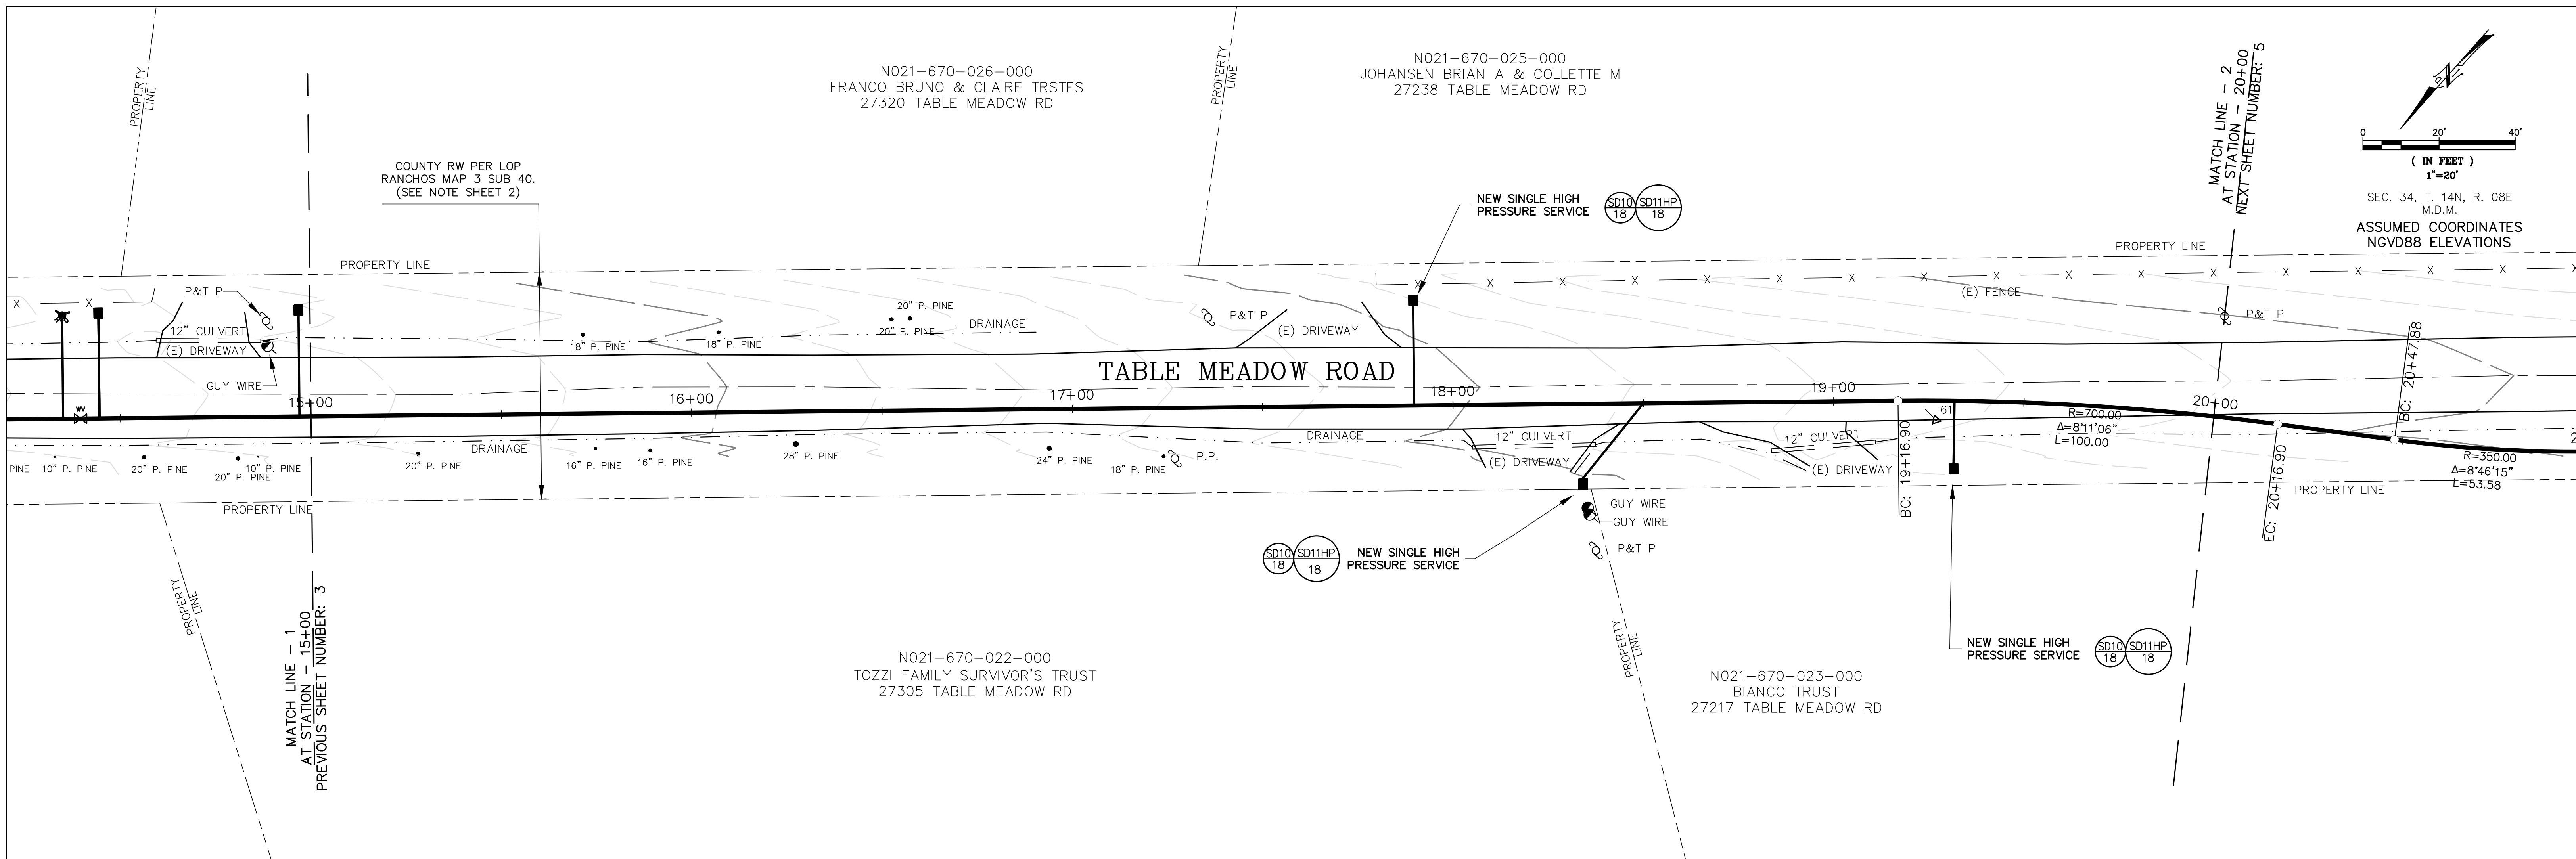 N021-670-026-000
FRANCO BRUNO & CLAIRE TRSTES
27320 TABLE MEADOW RD
N021-670-025-000
JOHANSEN BRIAN A & COLLETTE M
27238 TABLE MEADOW RD
PROPERTY
LINE
PROPERTY
LINE
MATCH LINE - 2
AT STATION - 20+00
NEXT SHEET NUMBER: 5
N
0 20' 40'
( IN FEET )
1"=20'
SEC. 34, T. 14N, R. 08E
M.D.M.
ASSUMED COORDINATES
NGVD88 ELEVATIONS
COUNTY RW PER LOP
RANCHOS MAP 3 SUB 40.
(SEE NOTE SHEET 2)
NEW SINGLE HIGH
PRESSURE SERVICE
SD10
18
SD11HP
18
PROPERTY LINE
PROPERTY LINE
X X
X X X X X X X X X X X X X X X X
P&T P
12" CULVERT
(E) DRIVEWAY
GUY WIRE
18" P. PINE
18" P. PINE
20" P. PINE
20" P. PINE
DRAINAGE
P&T P
(E) DRIVEWAY
(E) FENCE
P&T P
TABLE MEADOW ROAD
WV
15+00
16+00
17+00
18+00
19+00
20+00
2
61
R=700.00
Δ=8°11'06"
L=100.00
BC: 19+16.90
EC: 20+16.90
BC: 20+47.88
R=350.00
Δ=8°46'15"
L=53.58
PINE
10" P. PINE
20" P. PINE
20" P. PINE
10" P. PINE
20" P. PINE
DRAINAGE
16" P. PINE
16" P. PINE
28" P. PINE
24" P. PINE
18" P. PINE
P.P.
DRAINAGE
12" CULVERT
(E) DRIVEWAY
12" CULVERT
(E) DRIVEWAY
PROPERTY LINE
PROPERTY LINE
GUY WIRE
GUY WIRE
P&T P
SD10
18
SD11HP
18
NEW SINGLE HIGH
PRESSURE SERVICE
NEW SINGLE HIGH
PRESSURE SERVICE
SD10
18
SD11HP
18
PROPERTY
LINE
MATCH LINE - 1
AT STATION - 15+00
PREVIOUS SHEET NUMBER: 3
N021-670-022-000
TOZZI FAMILY SURVIVOR'S TRUST
27305 TABLE MEADOW RD
PROPERTY
LINE
N021-670-023-000
BIANCO TRUST
27217 TABLE MEADOW RD